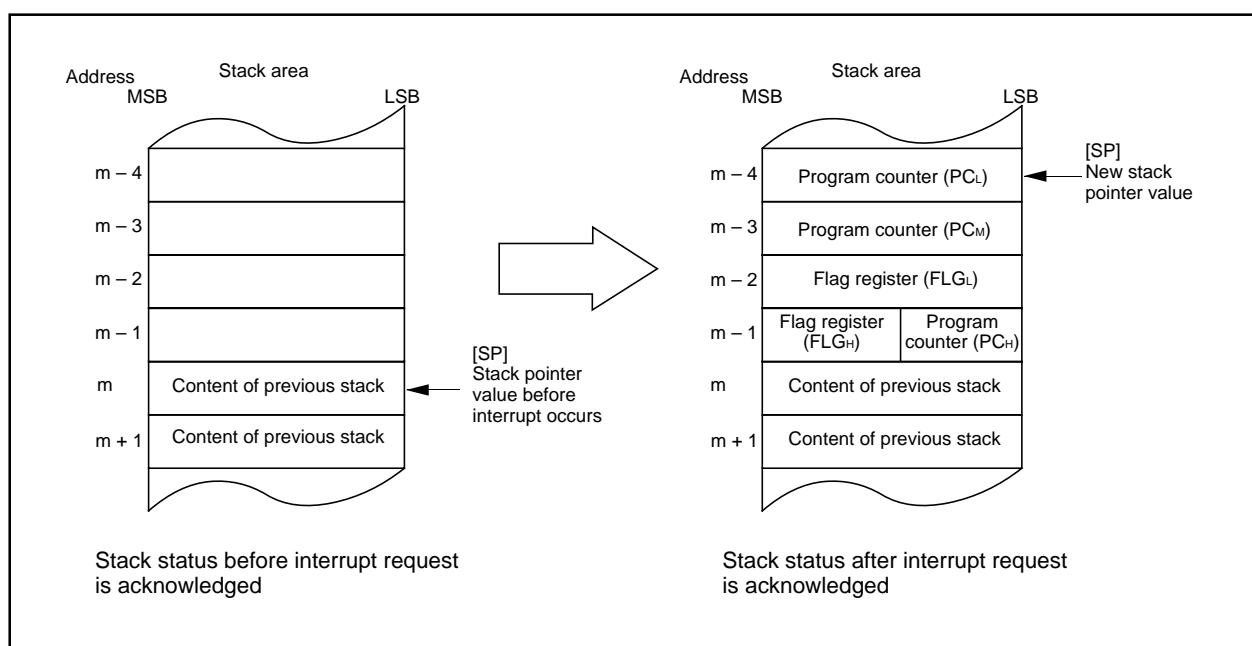 Address
Stack area
MSB
LSB
m – 4
m – 3
m – 2
m – 1
m
Content of previous stack
m + 1
Content of previous stack
[SP]
Stack pointer
value before
interrupt occurs
Stack status before interrupt request
is acknowledged
Address
Stack area
MSB
LSB
m – 4
Program counter (PCL)
[SP]
New stack
pointer value
m – 3
Program counter (PCM)
m – 2
Flag register (FLGL)
m – 1
Flag register
(FLGH)
Program
counter (PCH)
m
Content of previous stack
m + 1
Content of previous stack
Stack status after interrupt request
is acknowledged